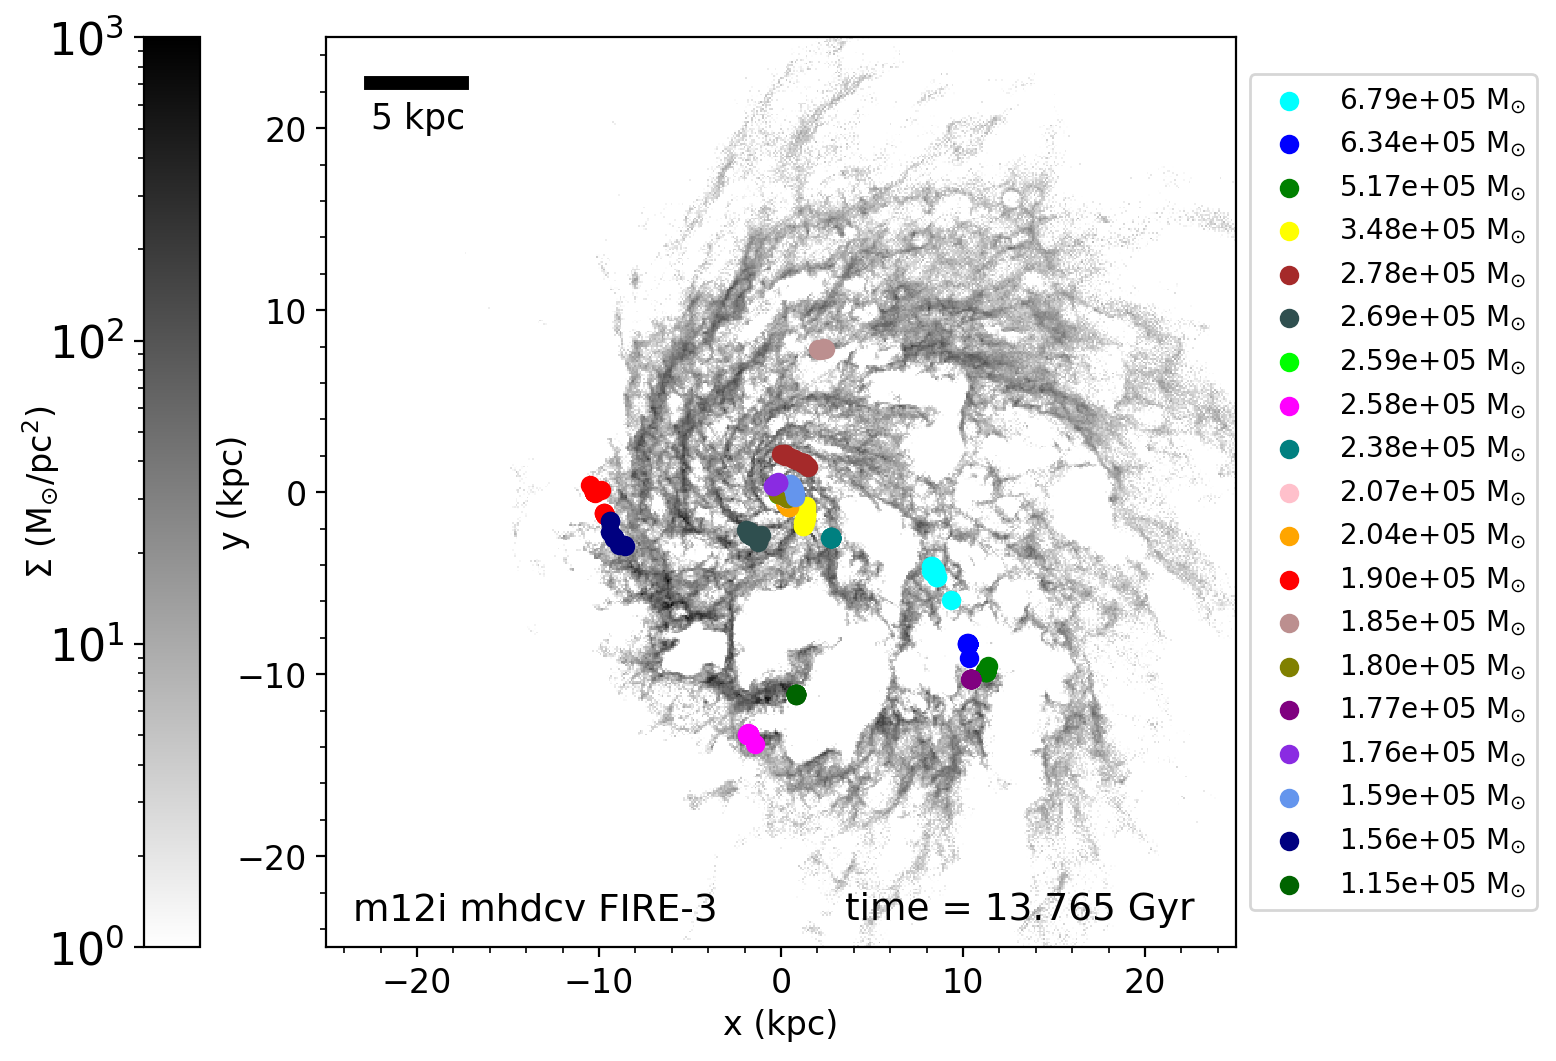 10³
10²
10¹
10⁰
Σ (M⊙/pc²)
y (kpc)
20
10
0
−10
−20
5 kpc
m12i mhdcv FIRE-3
time = 13.765 Gyr
−20
−10
0
10
20
x (kpc)
6.79e+05 M⊙
6.34e+05 M⊙
5.17e+05 M⊙
3.48e+05 M⊙
2.78e+05 M⊙
2.69e+05 M⊙
2.59e+05 M⊙
2.58e+05 M⊙
2.38e+05 M⊙
2.07e+05 M⊙
2.04e+05 M⊙
1.90e+05 M⊙
1.85e+05 M⊙
1.80e+05 M⊙
1.77e+05 M⊙
1.76e+05 M⊙
1.59e+05 M⊙
1.56e+05 M⊙
1.15e+05 M⊙